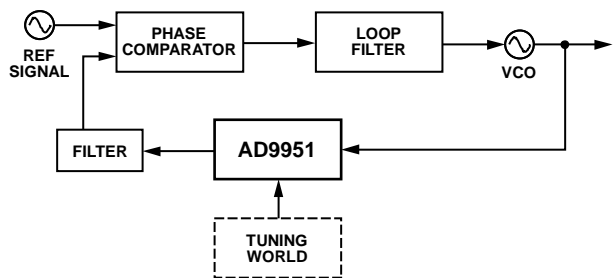 REF
SIGNAL
PHASE
COMPARATOR
LOOP
FILTER
VCO
FILTER
AD9951
TUNING
WORLD